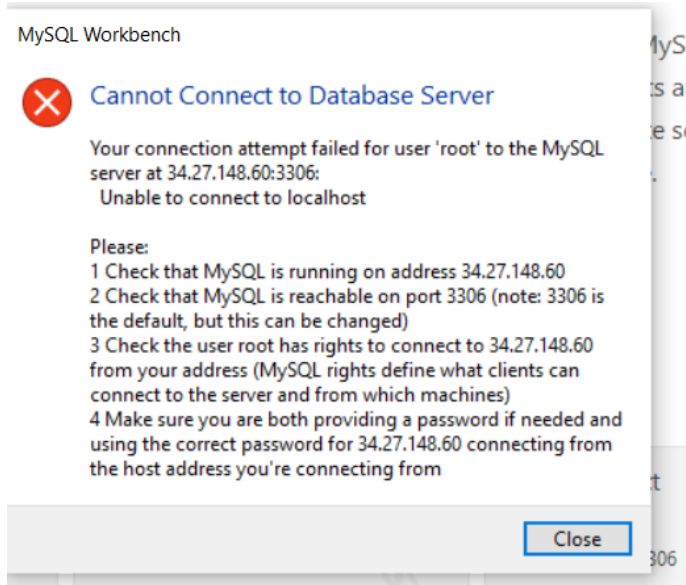 MySQL Workbench
Cannot Connect to Database Server
Your connection attempt failed for user 'root' to the MySQL
server at 34.27.148.60:3306:
Unable to connect to localhost
Please:
1 Check that MySQL is running on address 34.27.148.60
2 Check that MySQL is reachable on port 3306 (note: 3306 is
the default, but this can be changed)
3 Check the user root has rights to connect to 34.27.148.60
from your address (MySQL rights define what clients can
connect to the server and from which machines)
4 Make sure you are both providing a password if needed and
using the correct password for 34.27.148.60 connecting from
the host address you're connecting from
Close